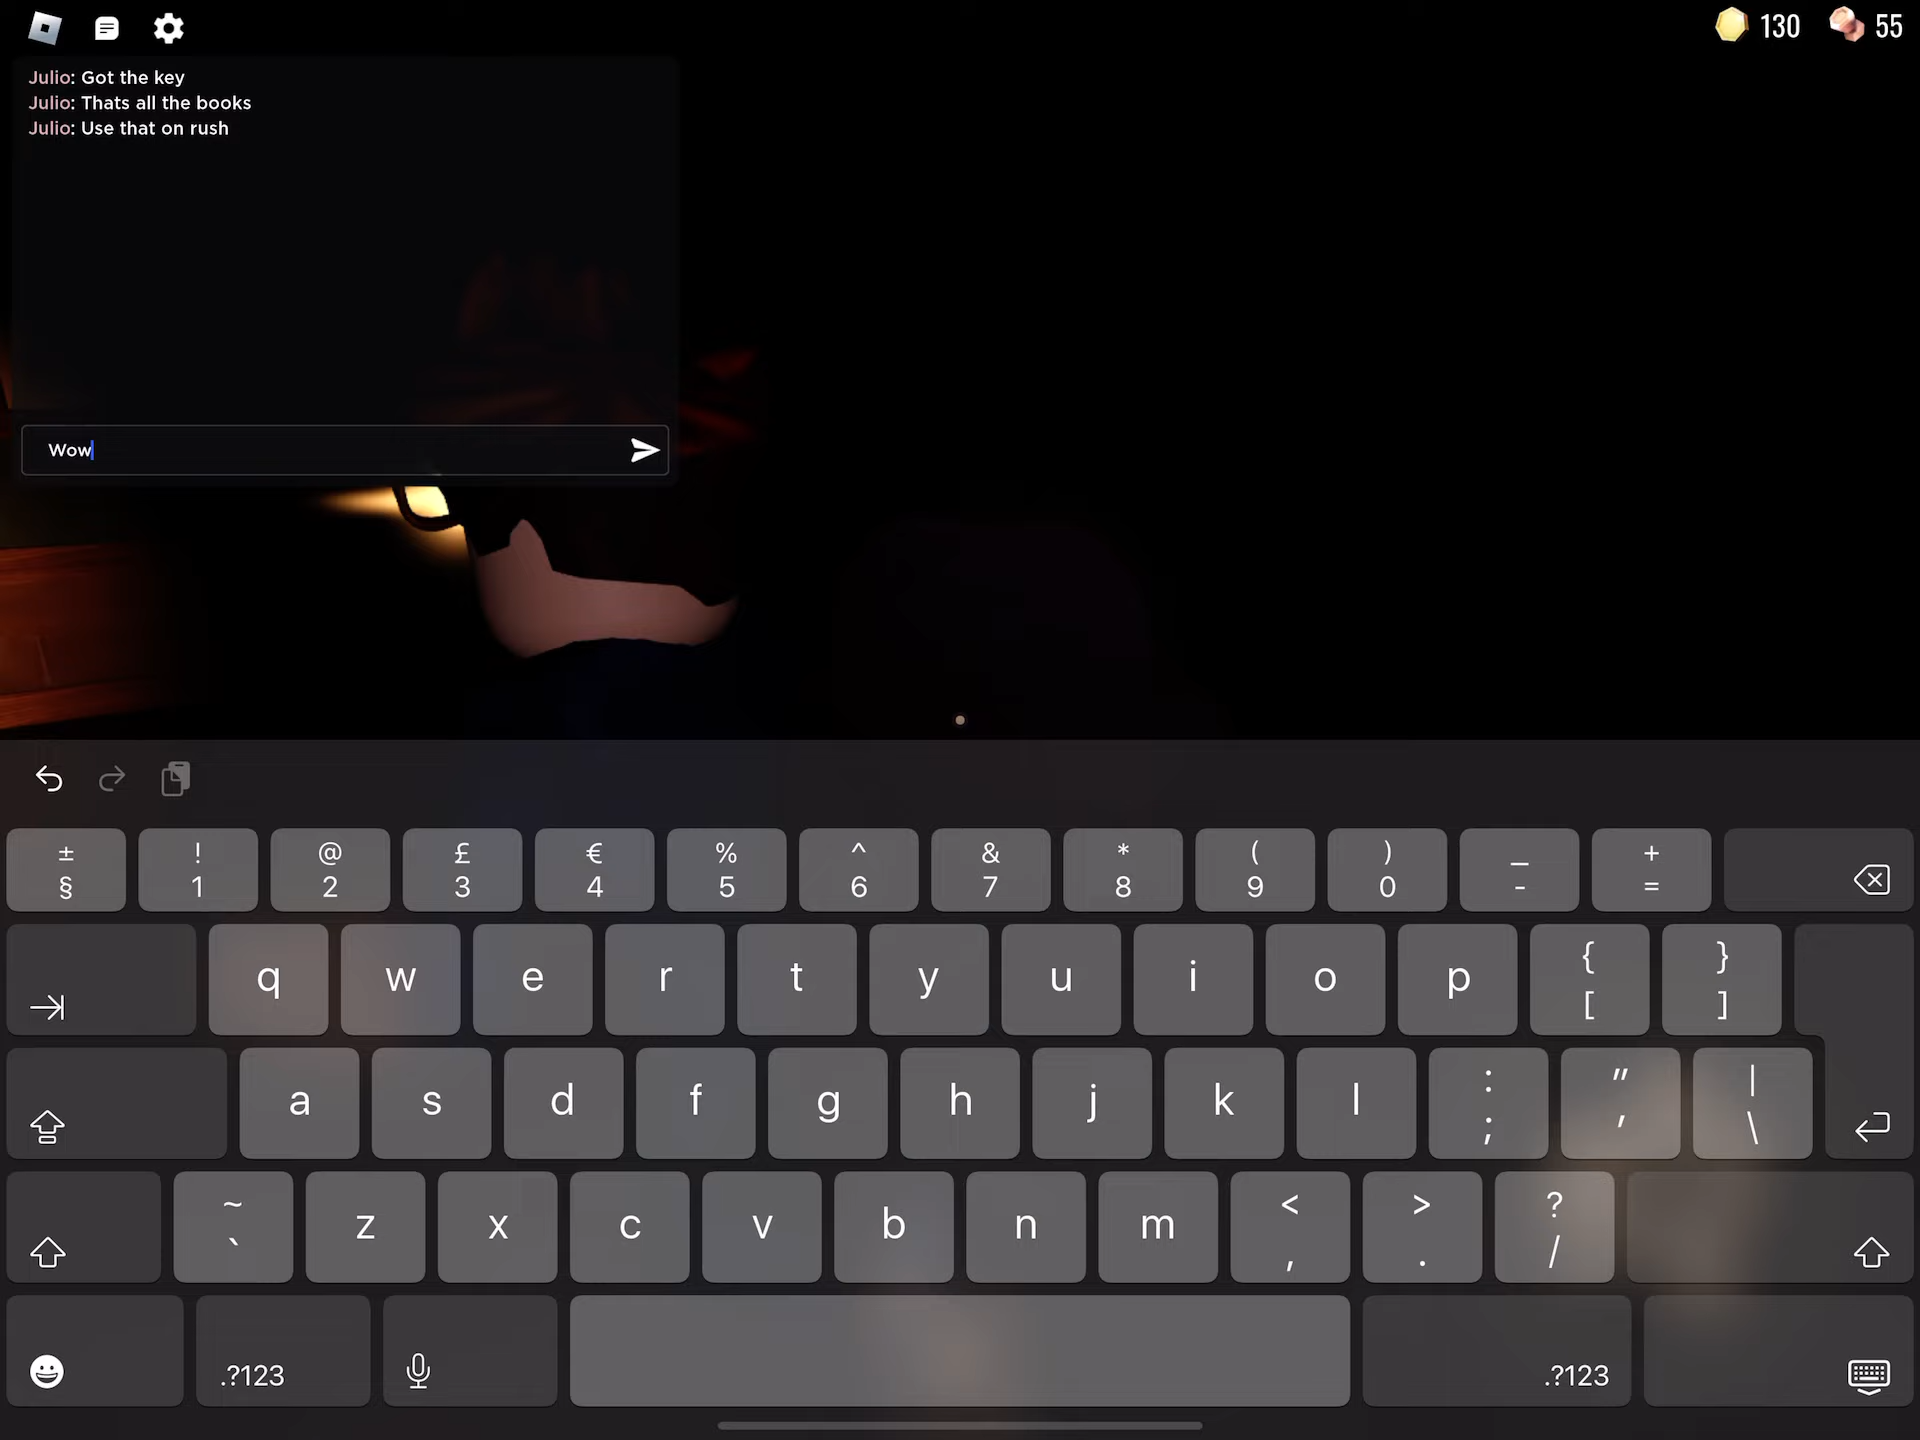 130 55
Julio: Got the key
Julio: Thats all the books
Julio: Use that on rush
Wow
± ! @ £ € % ^ & * ( ) _ +
§ 1 2 3 4 5 6 7 8 9 0 - =
q w e r t y u i o p { }
[ ]
a s d f g h j k l : " |
; ' \
~ z x c v b n m < > ?
` , . /
.?123 .?123